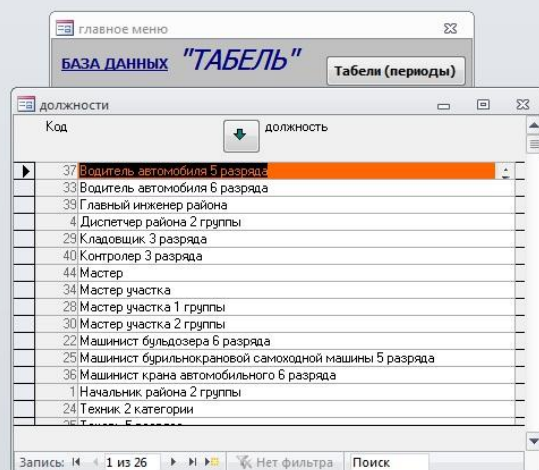 главное меню
БАЗА ДАННЫХ "ТАБЕЛЬ"
Табели (периоды)
должности
Код должность
37 Водитель автомобиля 5 разряда
33 Водитель автомобиля 6 разряда
39 Главный инженер района
4 Диспетчер района 2 группы
29 Кладовщик 3 разряда
40 Контролер 3 разряда
44 Мастер
34 Мастер участка
28 Мастер участка 1 группы
30 Мастер участка 2 группы
22 Машинист бульдозера 6 разряда
25 Машинист бурильнокрановой самоходной машины 5 разряда
36 Машинист крана автомобильного 6 разряда
1 Начальник района 2 группы
24 Техник 2 категории
Запись: 1 из 26 Нет фильтра Поиск